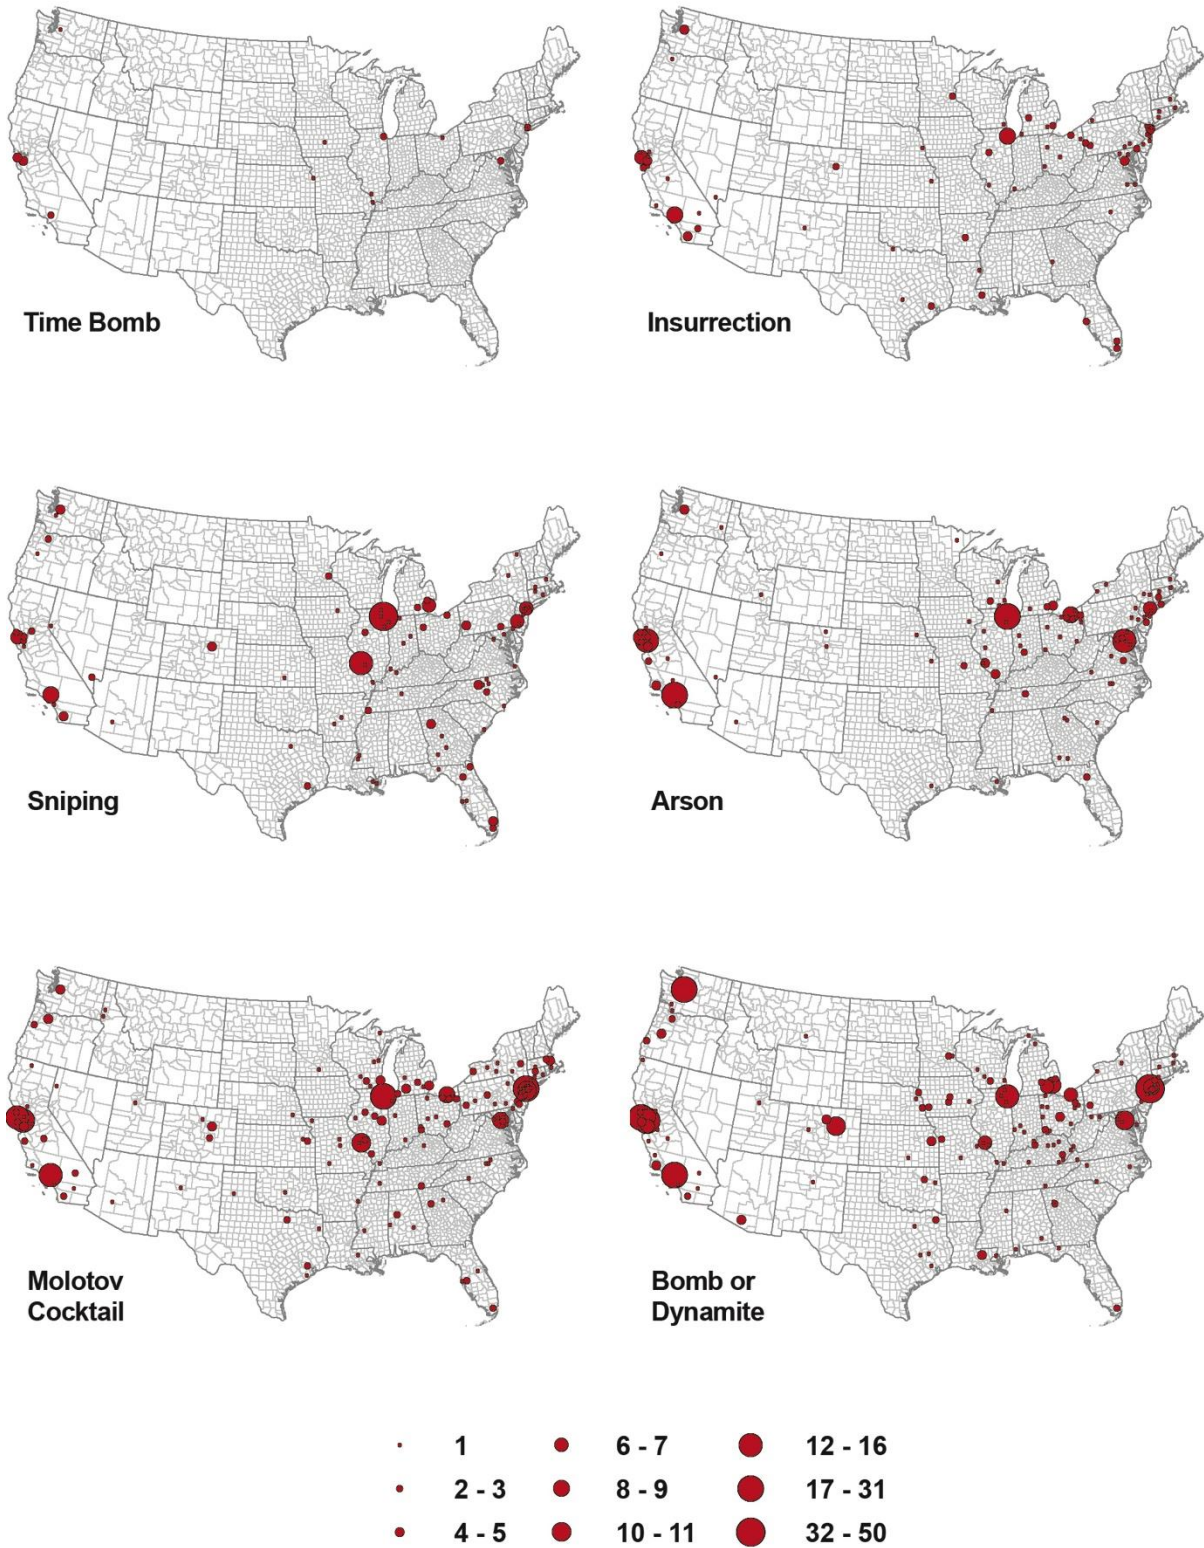 Time Bomb
Insurrection
Sniping
Arson
Molotov
Cocktail
Bomb or
Dynamite
1
6 - 7
12 - 16
2 - 3
8 - 9
17 - 31
4 - 5
10 - 11
32 - 50